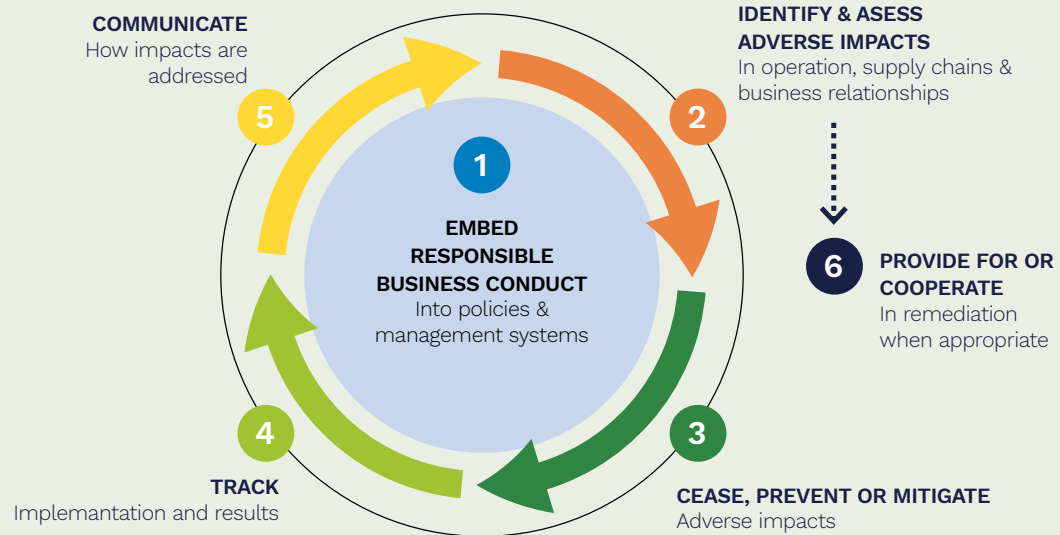 1
EMBED
RESPONSIBLE
BUSINESS CONDUCT
Into policies &
management systems
2
IDENTIFY & ASESS
ADVERSE IMPACTS
In operation, supply chains &
business relationships
3
CEASE, PREVENT OR MITIGATE
Adverse impacts
4
TRACK
Implemantation and results
5
COMMUNICATE
How impacts are
addressed
6
PROVIDE FOR OR
COOPERATE
In remediation
when appropriate